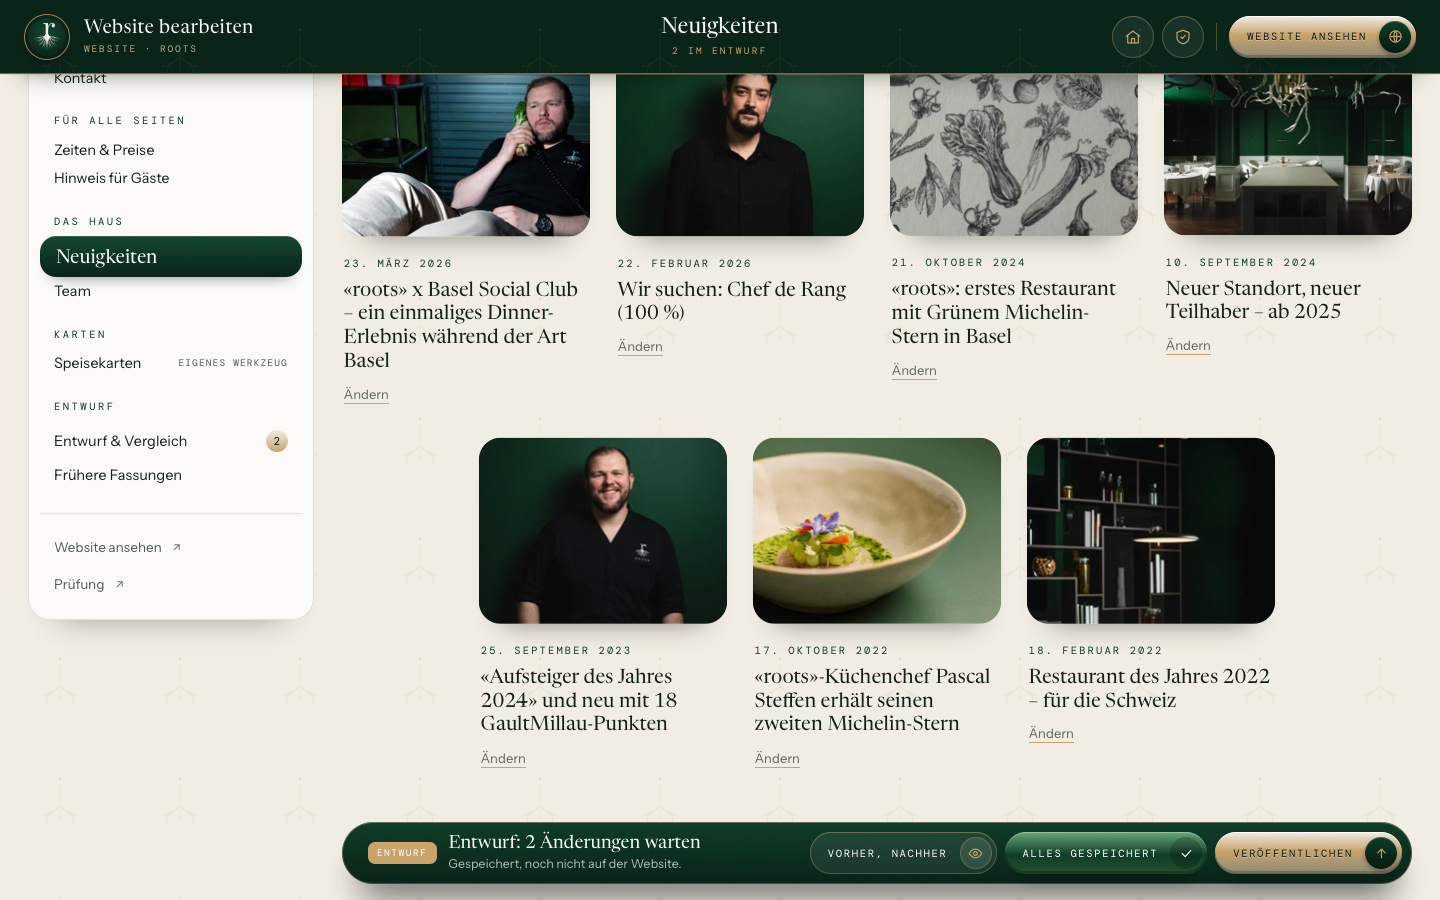 Website bearbeiten
WEBSITE · ROOTS
Neuigkeiten
2 IM ENTWURF
WEBSITE ANSEHEN
Kontakt
FÜR ALLE SEITEN
Zeiten & Preise
Hinweis für Gäste
DAS HAUS
Neuigkeiten
Team
KARTEN
Speisekarten
EIGENES WERKZEUG
ENTWURF
Entwurf & Vergleich
2
Frühere Fassungen
Website ansehen
Prüfung
23. MÄRZ 2026
«roots» x Basel Social Club
– ein einmaliges Dinner-
Erlebnis während der Art
Basel
Ändern
22. FEBRUAR 2026
Wir suchen: Chef de Rang
(100 %)
Ändern
21. OKTOBER 2024
«roots»: erstes Restaurant
mit Grünem Michelin-
Stern in Basel
Ändern
10. SEPTEMBER 2024
Neuer Standort, neuer
Teilhaber – ab 2025
Ändern
25. SEPTEMBER 2023
«Aufsteiger des Jahres
2024» und neu mit 18
GaultMillau-Punkten
Ändern
17. OKTOBER 2022
«roots»-Küchenchef Pascal
Steffen erhält seinen
zweiten Michelin-Stern
Ändern
18. FEBRUAR 2022
Restaurant des Jahres 2022
– für die Schweiz
Ändern
ENTWURF
Entwurf: 2 Änderungen warten
Gespeichert, noch nicht auf der Website.
VORHER, NACHHER
ALLES GESPEICHERT
VERÖFFENTLICHEN